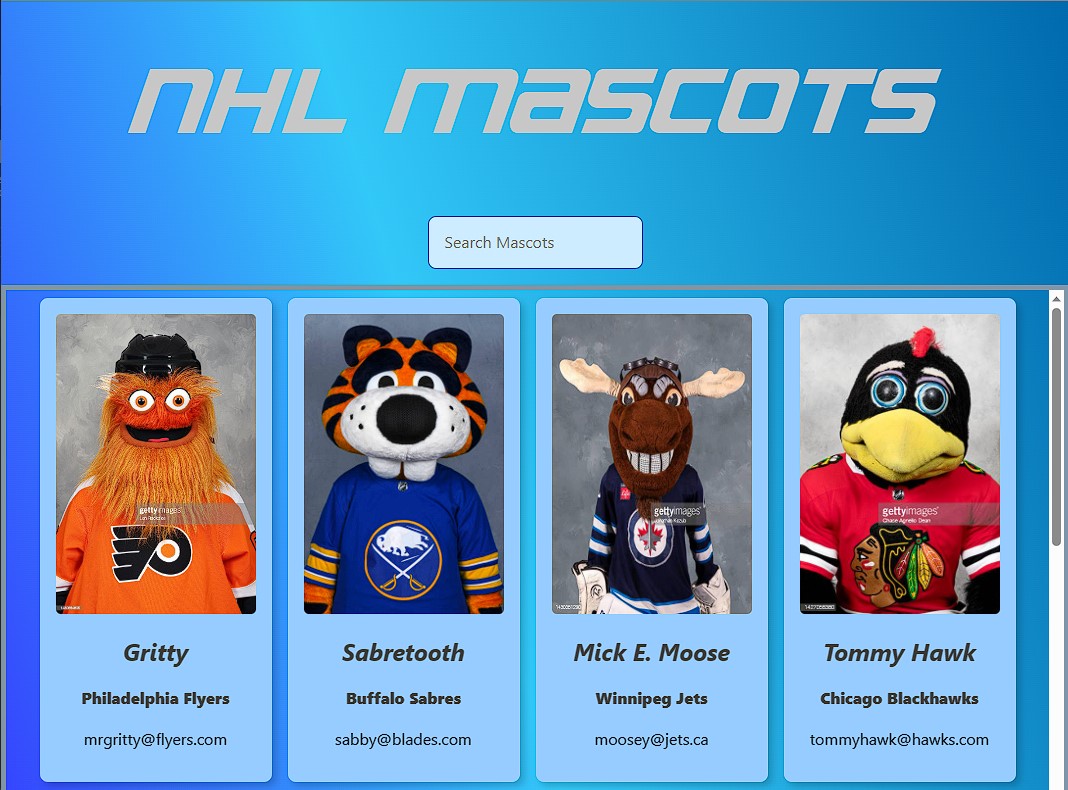 NHL Mascots
Search Mascots
gettyimages
gettyimages
gettyimages
Chase Agnello-Dean
Gritty
Sabretooth
Mick E. Moose
Tommy Hawk
Philadelphia Flyers
Buffalo Sabres
Winnipeg Jets
Chicago Blackhawks
mrgritty@flyers.com
sabby@blades.com
moosey@jets.ca
tommyhawk@hawks.com